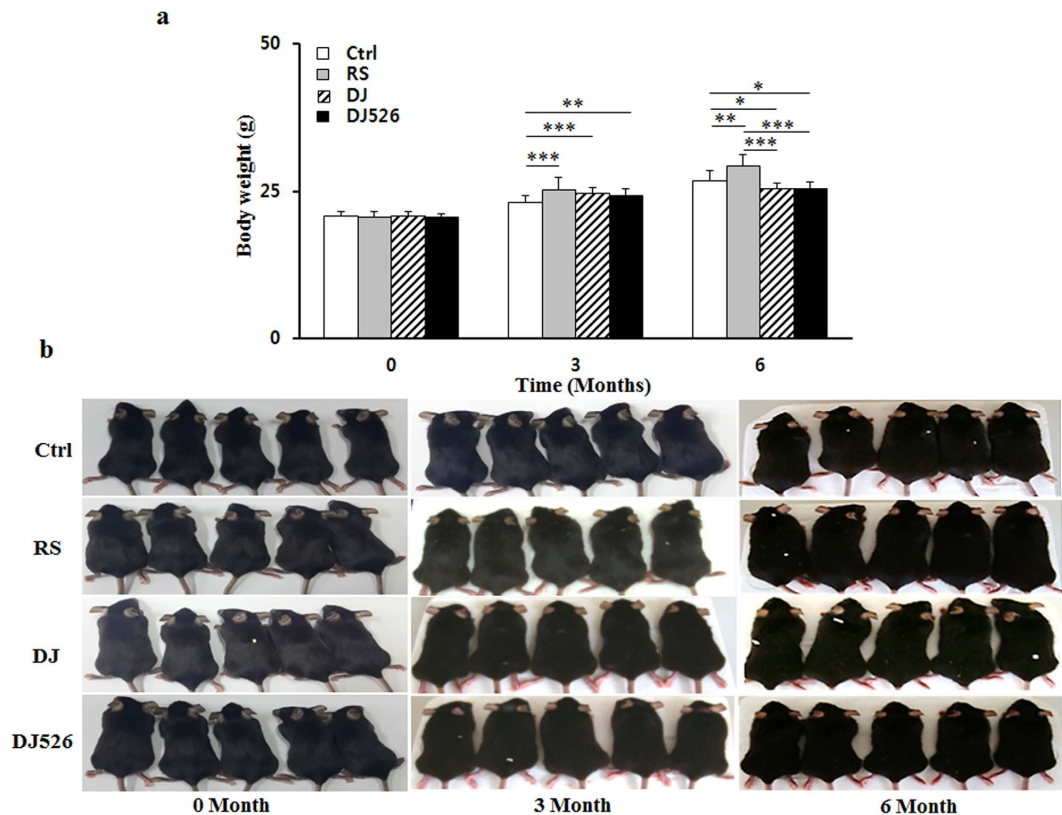 a
50
25
0
Body weight (g)
Ctrl
RS
DJ
DJ526
**
***
***
*
*
**
***
***
0
3
6
Time (Months)
b
Ctrl
RS
DJ
DJ526
0 Month
3 Month
6 Month